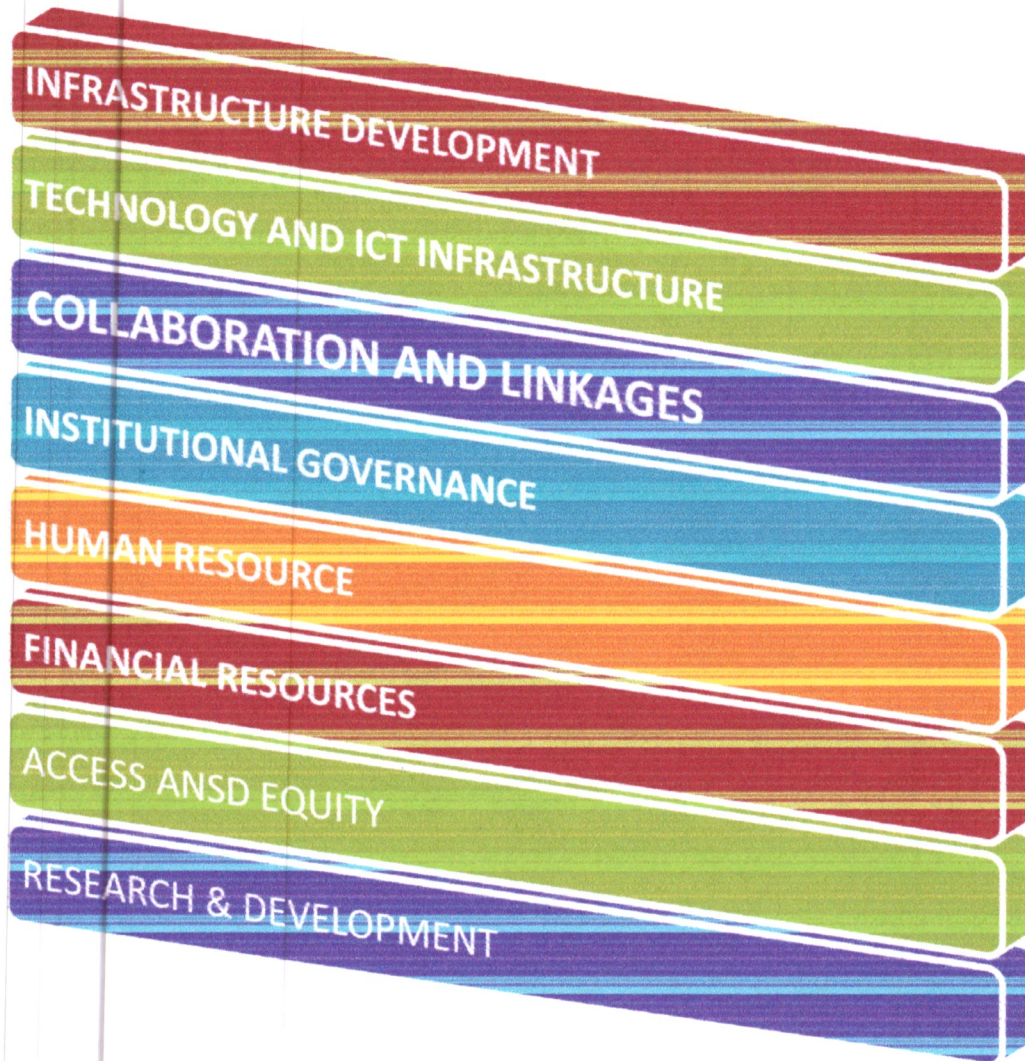 INFRASTRUCTURE DEVELOPMENT
TECHNOLOGY AND ICT INFRASTRUCTURE
COLLABORATION AND LINKAGES
INSTITUTIONAL GOVERNANCE
HUMAN RESOURCE
FINANCIAL RESOURCES
ACCESS ANSD EQUITY
RESEARCH & DEVELOPMENT